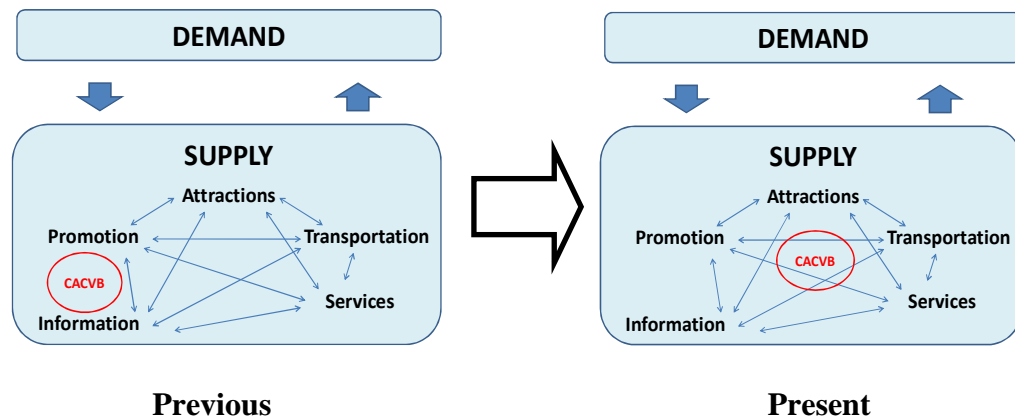 DEMAND
SUPPLY
Attractions
Promotion
Transportation
CACVB
Services
Information
Previous
DEMAND
SUPPLY
Attractions
Promotion
Transportation
CACVB
Services
Information
Present